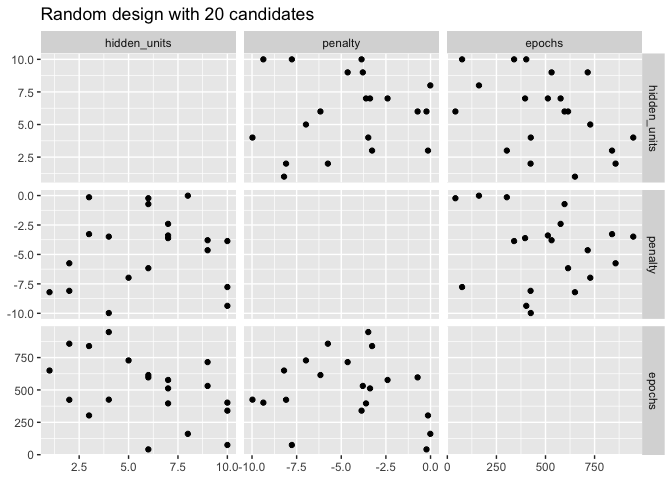 Random design with 20 candidates
hidden_units penalty epochs
10.0
7.5
5.0
2.5
hidden_units
0.0
-2.5
-5.0
-7.5
-10.0
penalty
750
500
250
0
epochs
2.5 5.0 7.5 10.0 -10.0 -7.5 -5.0 -2.5 0.0 0 250 500 750